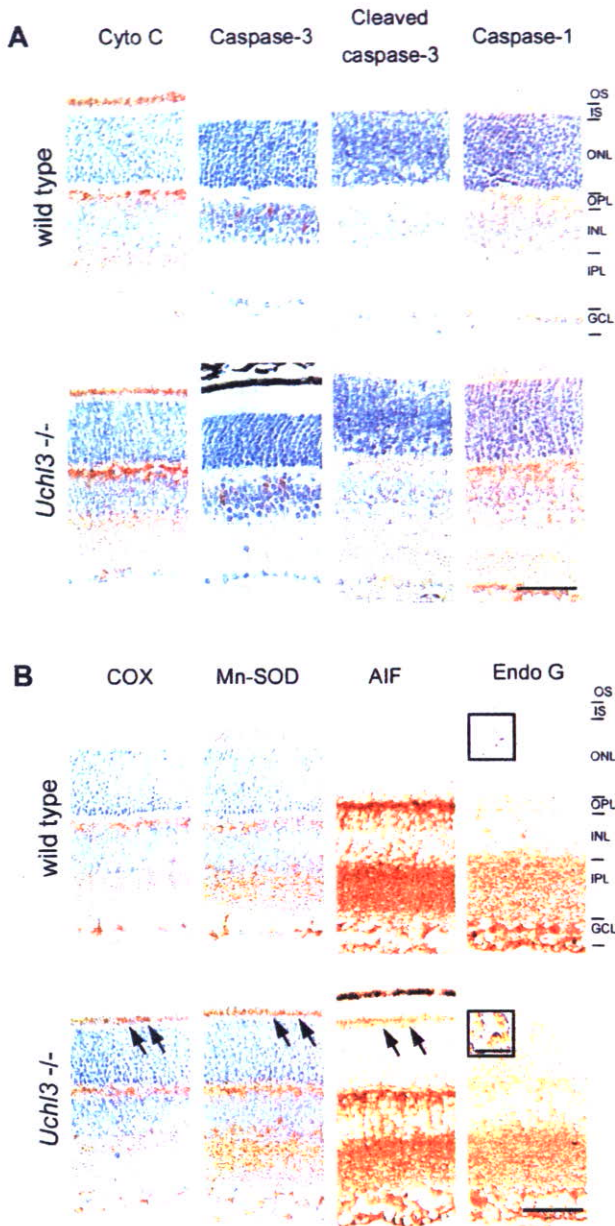 A
Cyto C
Caspase-3
Cleaved
caspase-3
Caspase-1
wild type
OS
IS
ONL
OPL
INL
IPL
GCL
Uchl3 -/-
B
COX
Mn-SOD
AIF
Endo G
wild type
OS
IS
ONL
OPL
INL
IPL
GCL
Uchl3 -/-